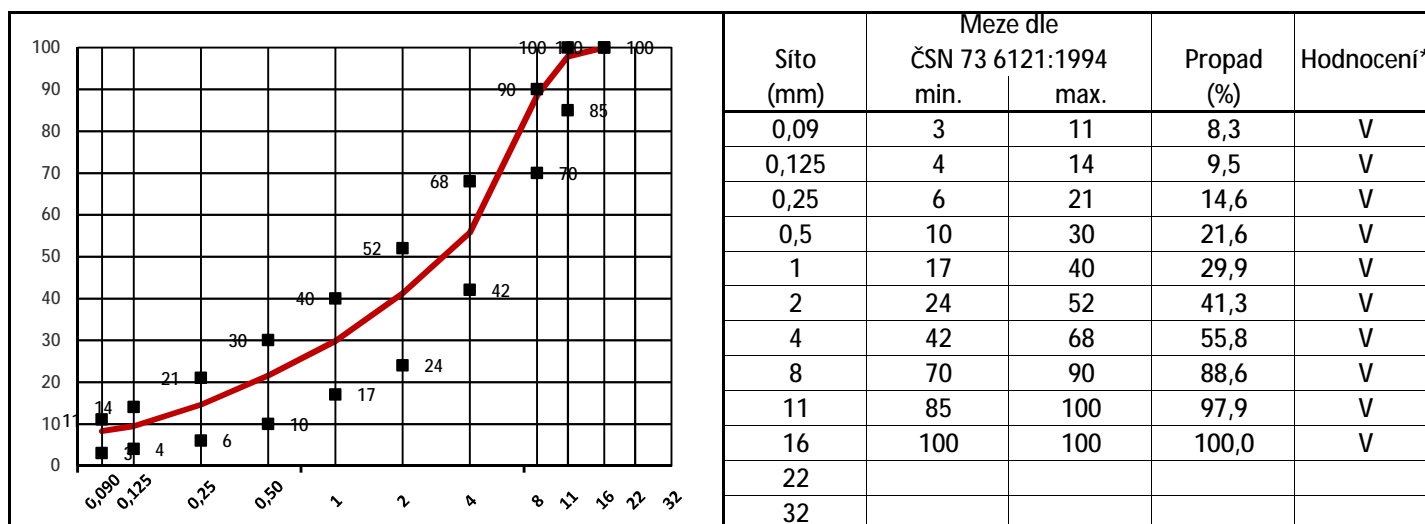 100
90
80
70
60
50
40
30
20
10
0
100 100 100
90
85
68
70
52
40
42
30
24
21
17
11 14
10
6
3 4
0,090 0,125 0,25 0,50 1 2 4 8 11 16 22 32
Síto (mm) Meze dle ČSN 73 6121:1994 min. max. Propad (%) Hodnocení*
0,09 3 11 8,3 V
0,125 4 14 9,5 V
0,25 6 21 14,6 V
0,5 10 30 21,6 V
1 17 40 29,9 V
2 24 52 41,3 V
4 42 68 55,8 V
8 70 90 88,6 V
11 85 100 97,9 V
16 100 100 100,0 V
22
32